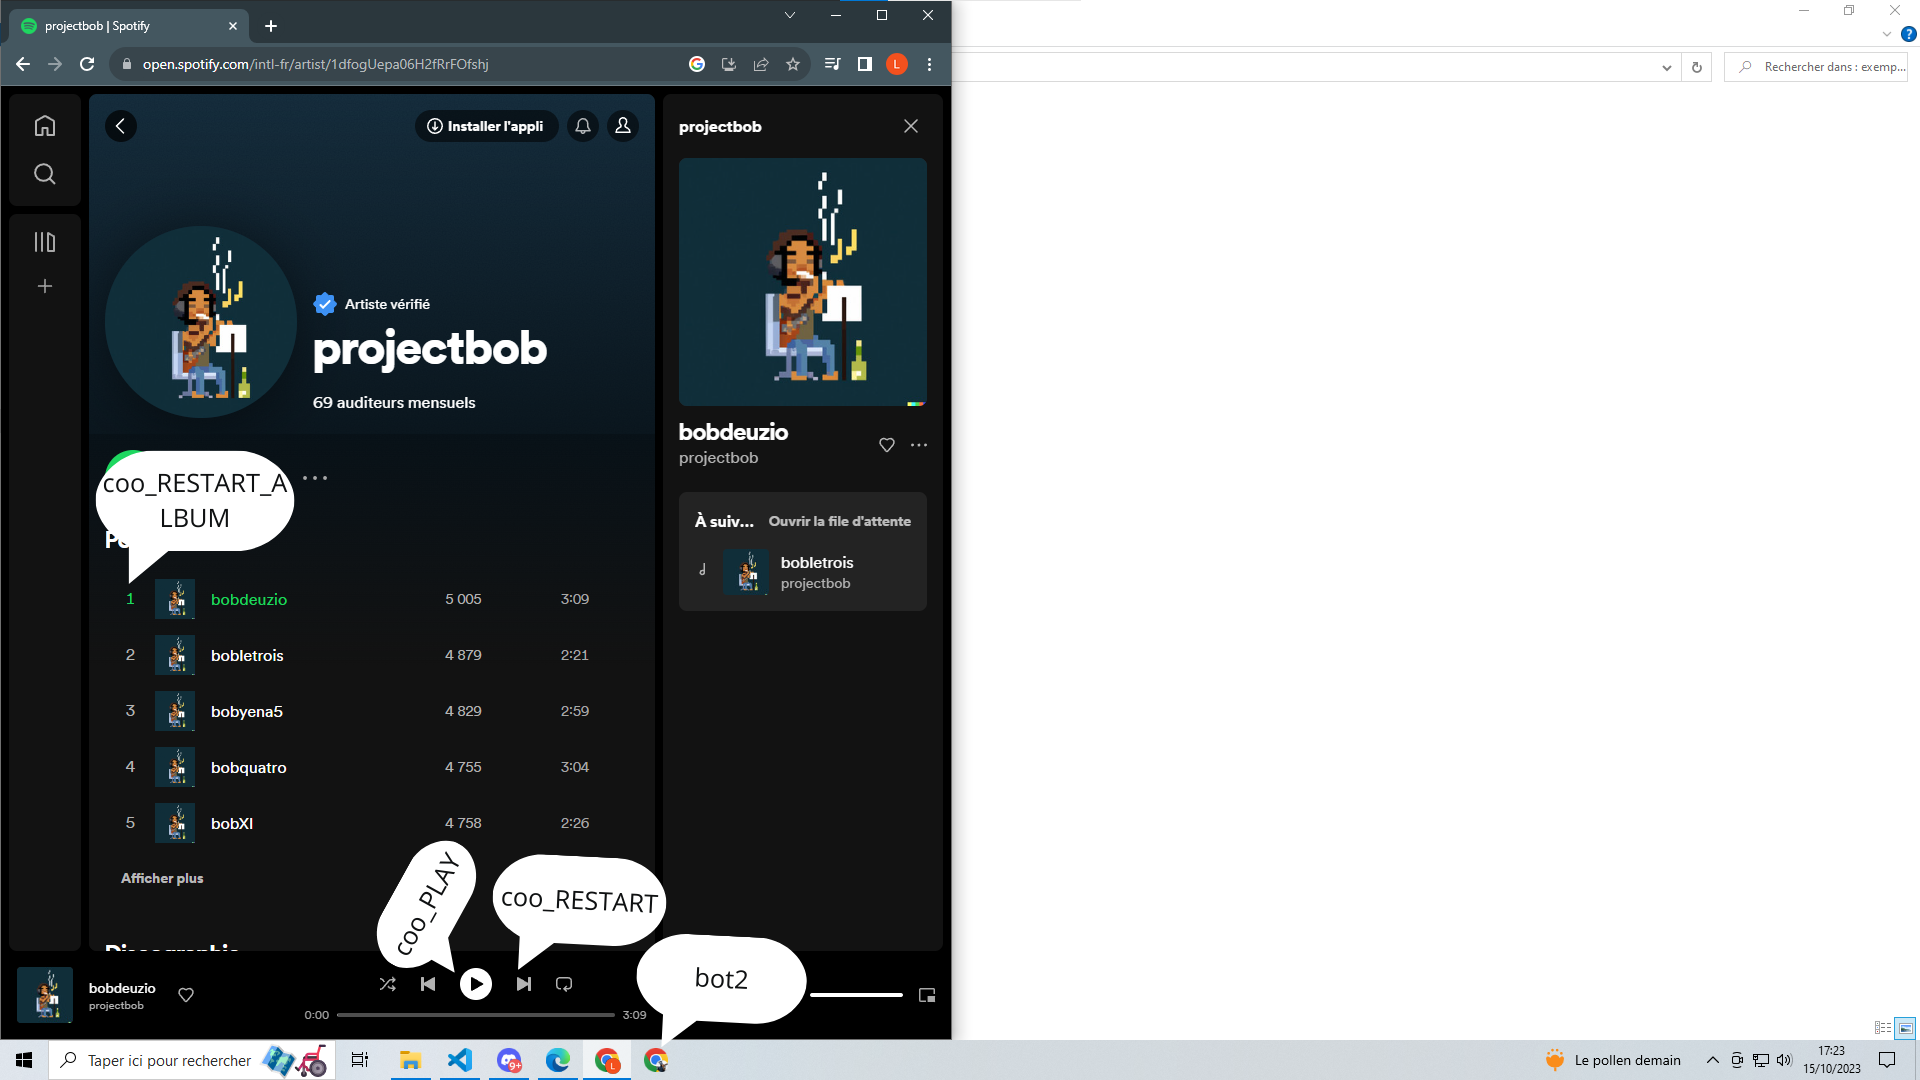 projectbob | Spotify
open.spotify.com/intl-fr/artist/1dfogUepa06H2fRrFOfshj
L
Rechercher dans : exemp...
Installer l'appli
Artiste vérifié
projectbob
69 auditeurs mensuels
coo_RESTART_A
LBUM
1 bobdeuzio 5 005 3:09
2 bobletrois 4 879 2:21
3 bobyena5 4 829 2:59
4 bobquatro 4 755 3:04
5 bobXI 4 758 2:26
Afficher plus
Discographie
projectbob
bobdeuzio
projectbob
À suiv... Ouvrir la file d'attente
bobletrois
projectbob
coo_PLAY
coo_RESTART
bot2
bobdeuzio
projectbob
0:00 3:09
Taper ici pour rechercher
9+
L
Le pollen demain
17:23
15/10/2023